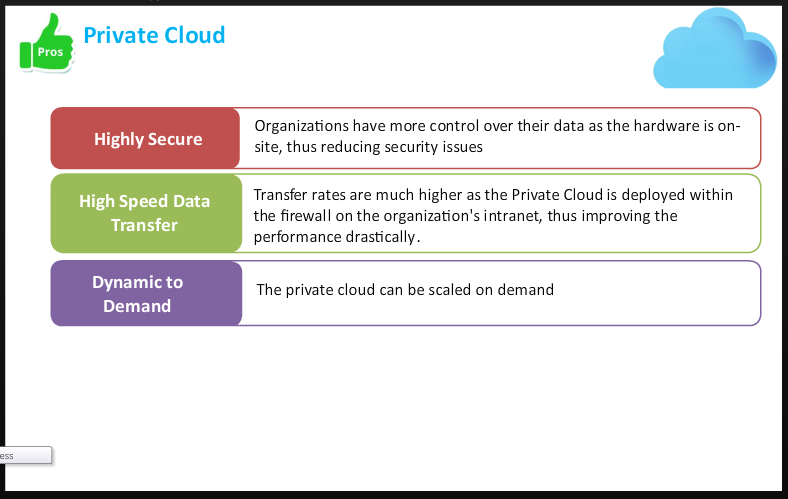 Pros
Private Cloud
Highly Secure
Organizations have more control over their data as the hardware is on-
site, thus reducing security issues
High Speed Data
Transfer
Transfer rates are much higher as the Private Cloud is deployed within
the firewall on the organization's intranet, thus improving the
performance drastically.
Dynamic to
Demand
The private cloud can be scaled on demand
ess